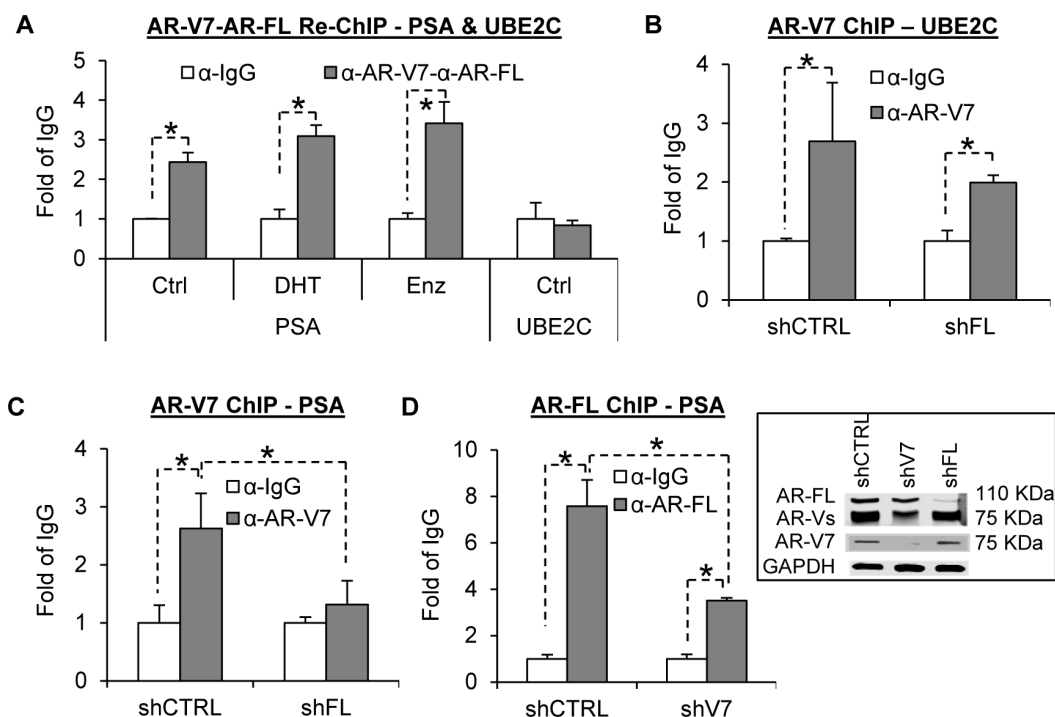 A
AR-V7-AR-FL Re-ChIP - PSA & UBE2C
α-IgG α-AR-V7-α-AR-FL
Fold of IgG
5
4
3
2
1
0
* * *
Ctrl DHT Enz Ctrl
PSA UBE2C
B
AR-V7 ChIP – UBE2C
α-IgG
α-AR-V7
Fold of IgG
4
3
2
1
0
* *
shCTRL shFL
C
AR-V7 ChIP - PSA
α-IgG
α-AR-V7
Fold of IgG
4
3
2
1
0
* *
shCTRL shFL
D
AR-FL ChIP - PSA
α-IgG
α-AR-FL
Fold of IgG
10
8
6
4
2
0
* * *
shCTRL shV7
shCTRL shV7 shFL
AR-FL 110 KDa
AR-Vs 75 KDa
AR-V7 75 KDa
GAPDH